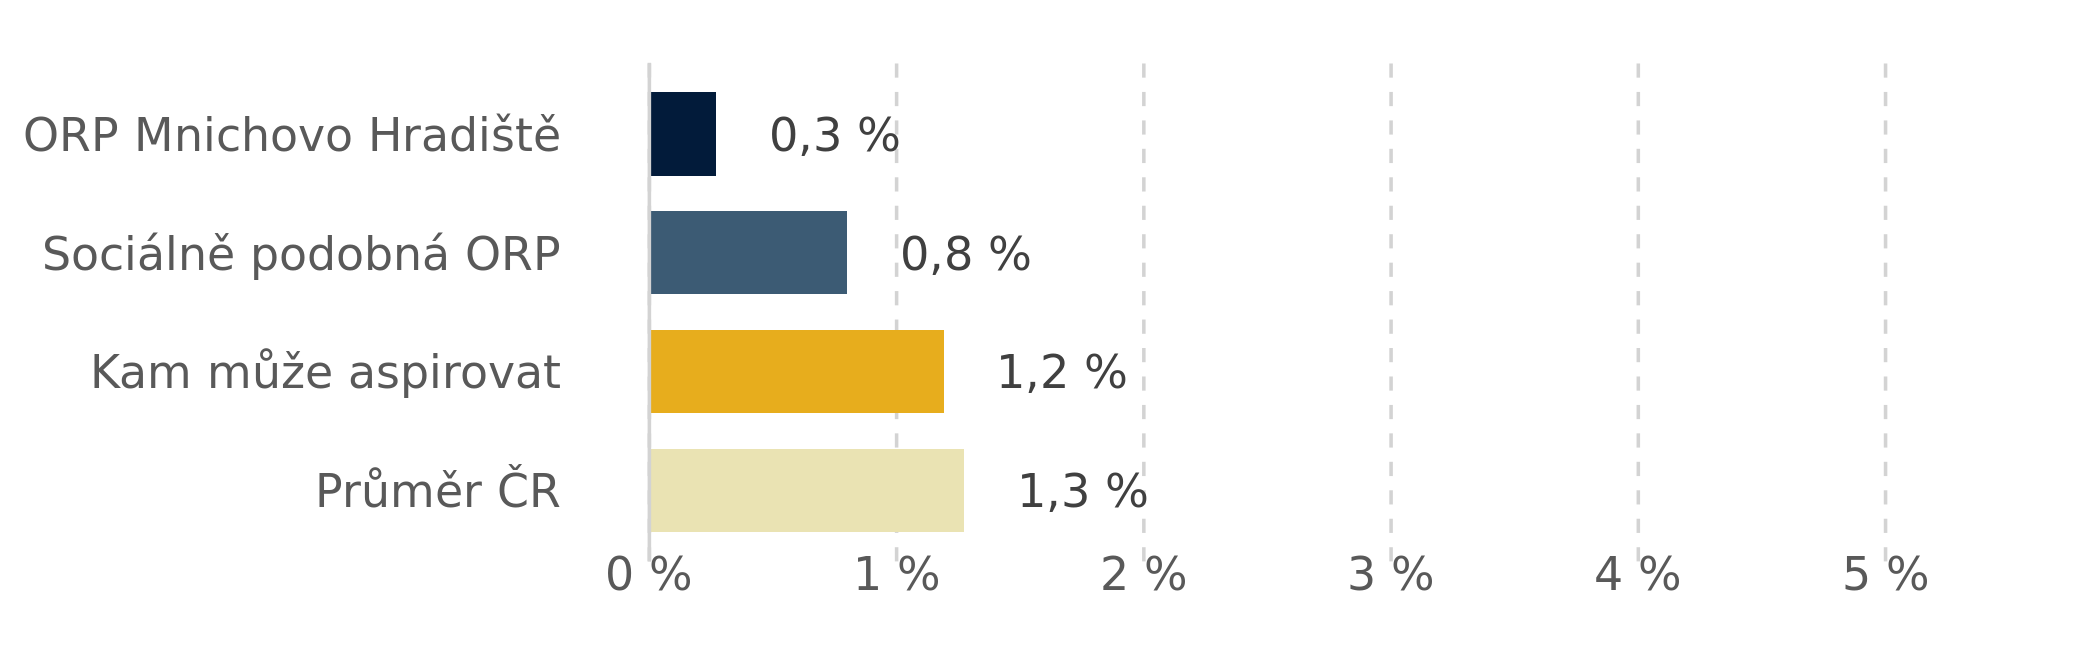 ORP Mnichovo Hradiště 0,3 %
Sociálně podobná ORP 0,8 %
Kam může aspirovat 1,2 %
Průměr ČR 1,3 %
0 % 1 % 2 % 3 % 4 % 5 %